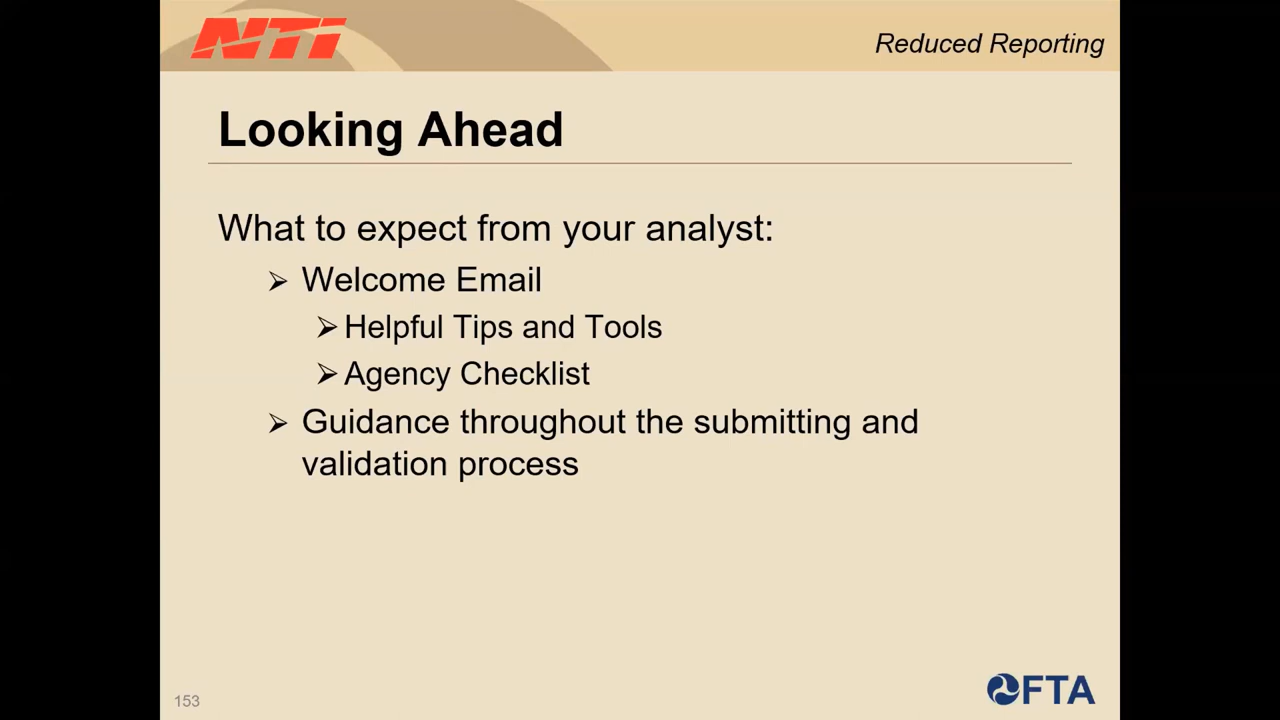 NTI
Reduced Reporting
Looking Ahead
What to expect from your analyst:
➢ Welcome Email
➢ Helpful Tips and Tools
➢ Agency Checklist
➢ Guidance throughout the submitting and
validation process
153
FTA